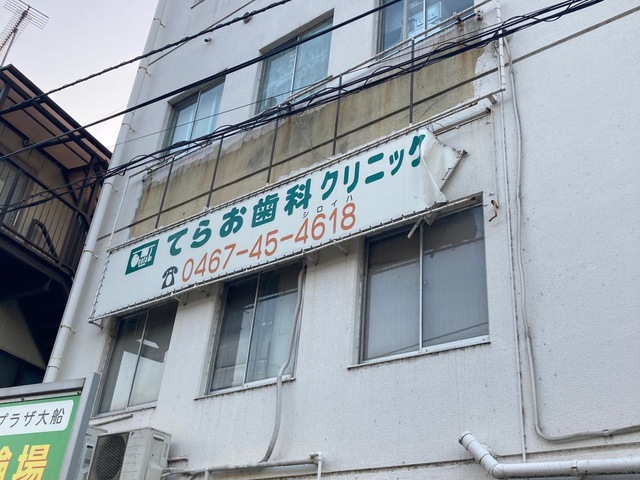 てらお歯科クリニック
シロイハ
☎0467-45-4618
プラザ大船
輪場